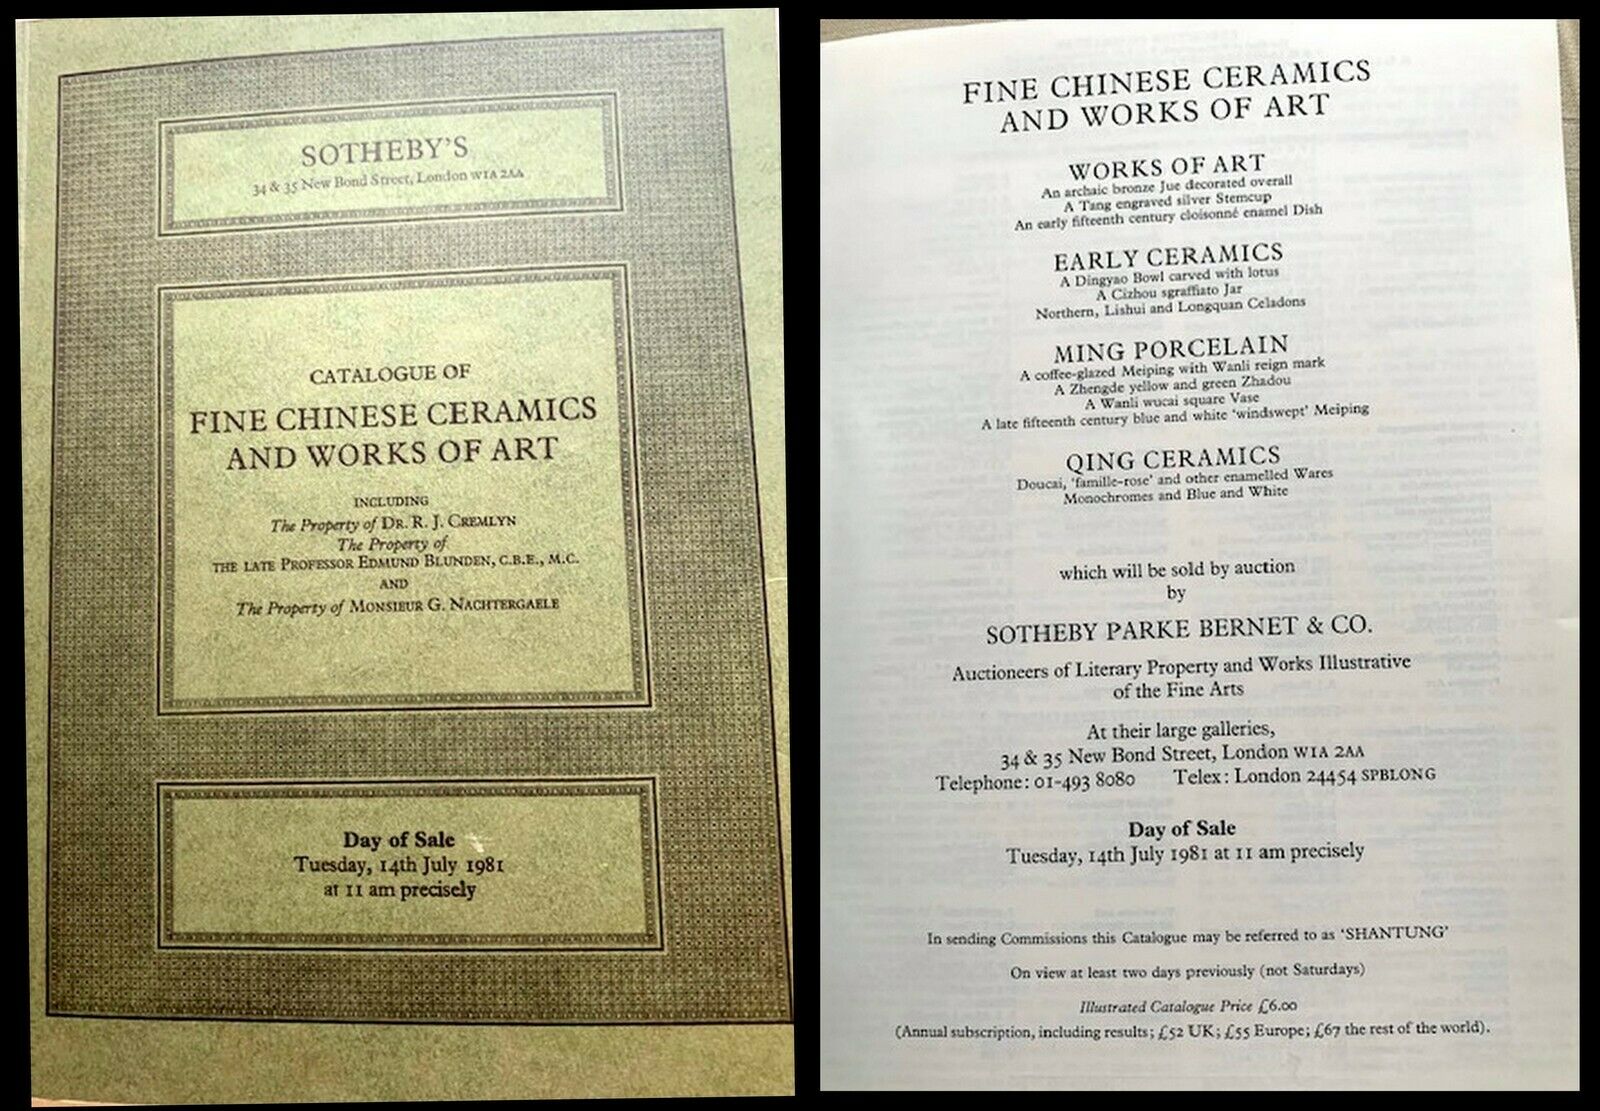 SOTHEBY'S
34 & 35 New Bond Street, London W1A 2AA
CATALOGUE OF
FINE CHINESE CERAMICS
AND WORKS OF ART
INCLUDING
The Property of DR. R. J. CREMLYN
The Property of
THE LATE PROFESSOR EDMUND BLUNDEN, C.B.E., M.C.
AND
The Property of MONSIEUR G. NACHTERGAELE
Day of Sale
Tuesday, 14th July 1981
at 11 am precisely
FINE CHINESE CERAMICS
AND WORKS OF ART
WORKS OF ART
An archaic bronze Jue decorated overall
A Tang engraved silver Stemcup
An early fifteenth century cloisonné enamel Dish
EARLY CERAMICS
A Dingyao Bowl carved with lotus
A Cizhou sgraffiato Jar
Northern, Lishui and Longquan Celadons
MING PORCELAIN
A coffee-glazed Meiping with Wanli reign mark
A Zhengde yellow and green Zhadou
A Wanli wucai square Vase
A late fifteenth century blue and white 'windswept' Meiping
QING CERAMICS
Doucai, 'famille-rose' and other enamelled Wares
Monochromes and Blue and White
which will be sold by auction
by
SOTHEBY PARKE BERNET & CO.
Auctioneers of Literary Property and Works Illustrative
of the Fine Arts
At their large galleries,
34 & 35 New Bond Street, London W1A 2AA
Telephone: 01-493 8080 Telex: London 24454 SPBLONG
Day of Sale
Tuesday, 14th July 1981 at 11 am precisely
In sending Commissions this Catalogue may be referred to as 'SHANTUNG'
On view at least two days previously (not Saturdays)
Illustrated Catalogue Price £6.00
(Annual subscription, including results; £52 UK; £55 Europe; £67 the rest of the world).